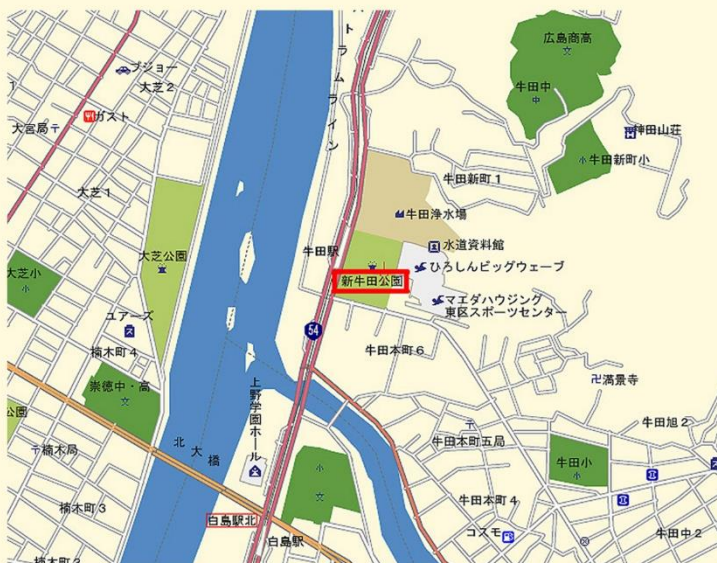 広島商高
ストラムライン
プジョー
大芝2
牛田中
大宮局
ガスト
神田山荘
牛田新町小
大芝1
牛田新町1
牛田浄水場
牛田駅
水道資料館
大芝公園
ひろしんビッグウェーブ
大芝小
新牛田公園
マエダハウジング
東区スポーツセンター
ユアーズ
54
楠木町4
牛田本町6
崇徳中・高
上野学園ホール
満景寺
公園
牛田旭2
北大橋
牛田本町五局
楠木局
牛田小
小
楠木町3
牛田本町4
白島駅北
コスモ
牛田中2
白島駅
楠木町2